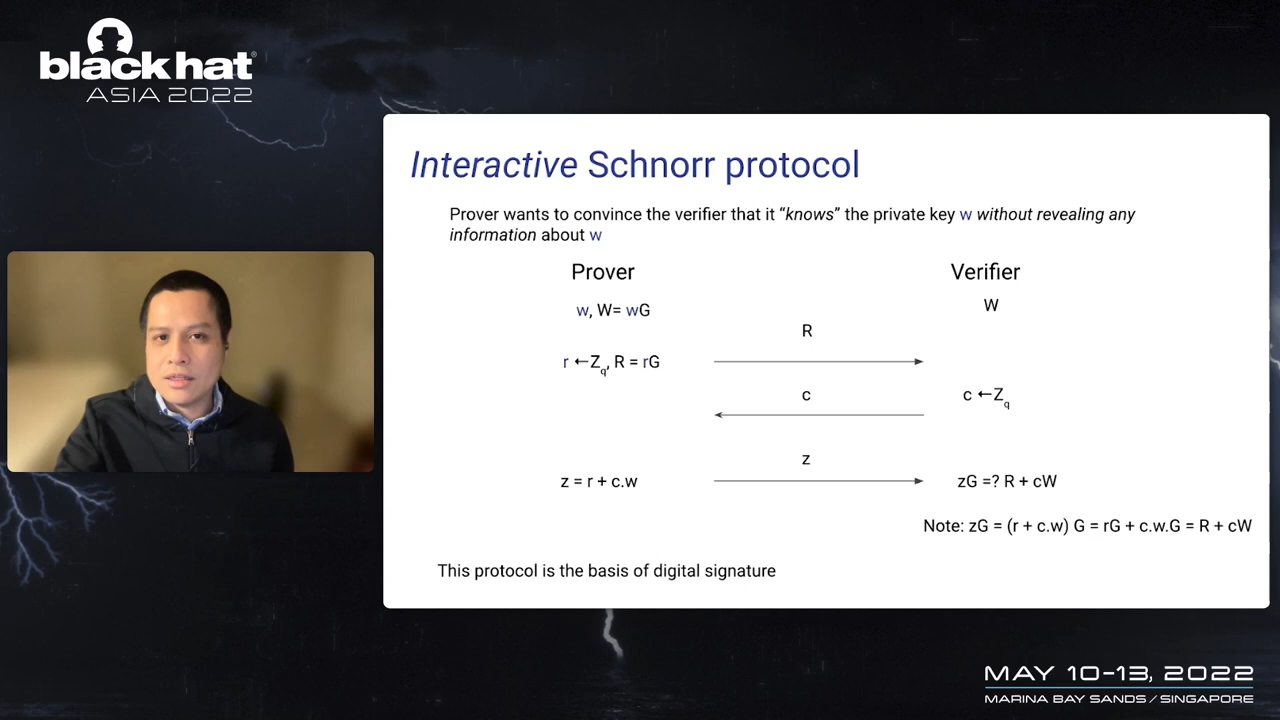 black hat®
ASIA 2022
Interactive Schnorr protocol
Prover wants to convince the verifier that it “knows” the private key w without revealing any
information about w
Prover
Verifier
w, W= wG
W
R
r ←Zq, R = rG
c
c ←Zq
z
z = r + c.w
zG =? R + cW
Note: zG = (r + c.w) G = rG + c.w.G = R + cW
This protocol is the basis of digital signature
MAY 10-13, 2022
MARINA BAY SANDS / SINGAPORE